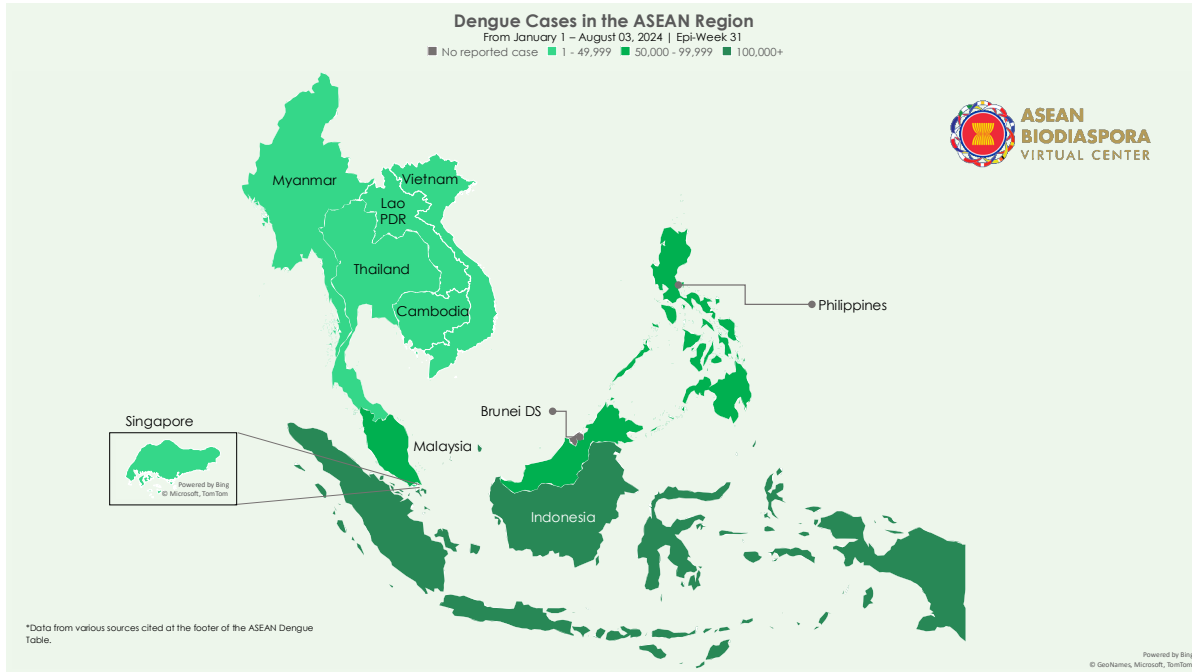 Dengue Cases in the ASEAN Region
From January 1 – August 03, 2024 | Epi-Week 31
No reported case 1 - 49,999 50,000 - 99,999 100,000+
ASEAN
BIODIASPORA
VIRTUAL CENTER
Myanmar
Vietnam
Lao
PDR
Thailand
Cambodia
Philippines
Brunei DS
Singapore
Malaysia
Powered by Bing
© Microsoft, TomTom
Indonesia
*Data from various sources cited at the footer of the ASEAN Dengue
Table.
Powered by Bing
© GeoNames, Microsoft, TomTom